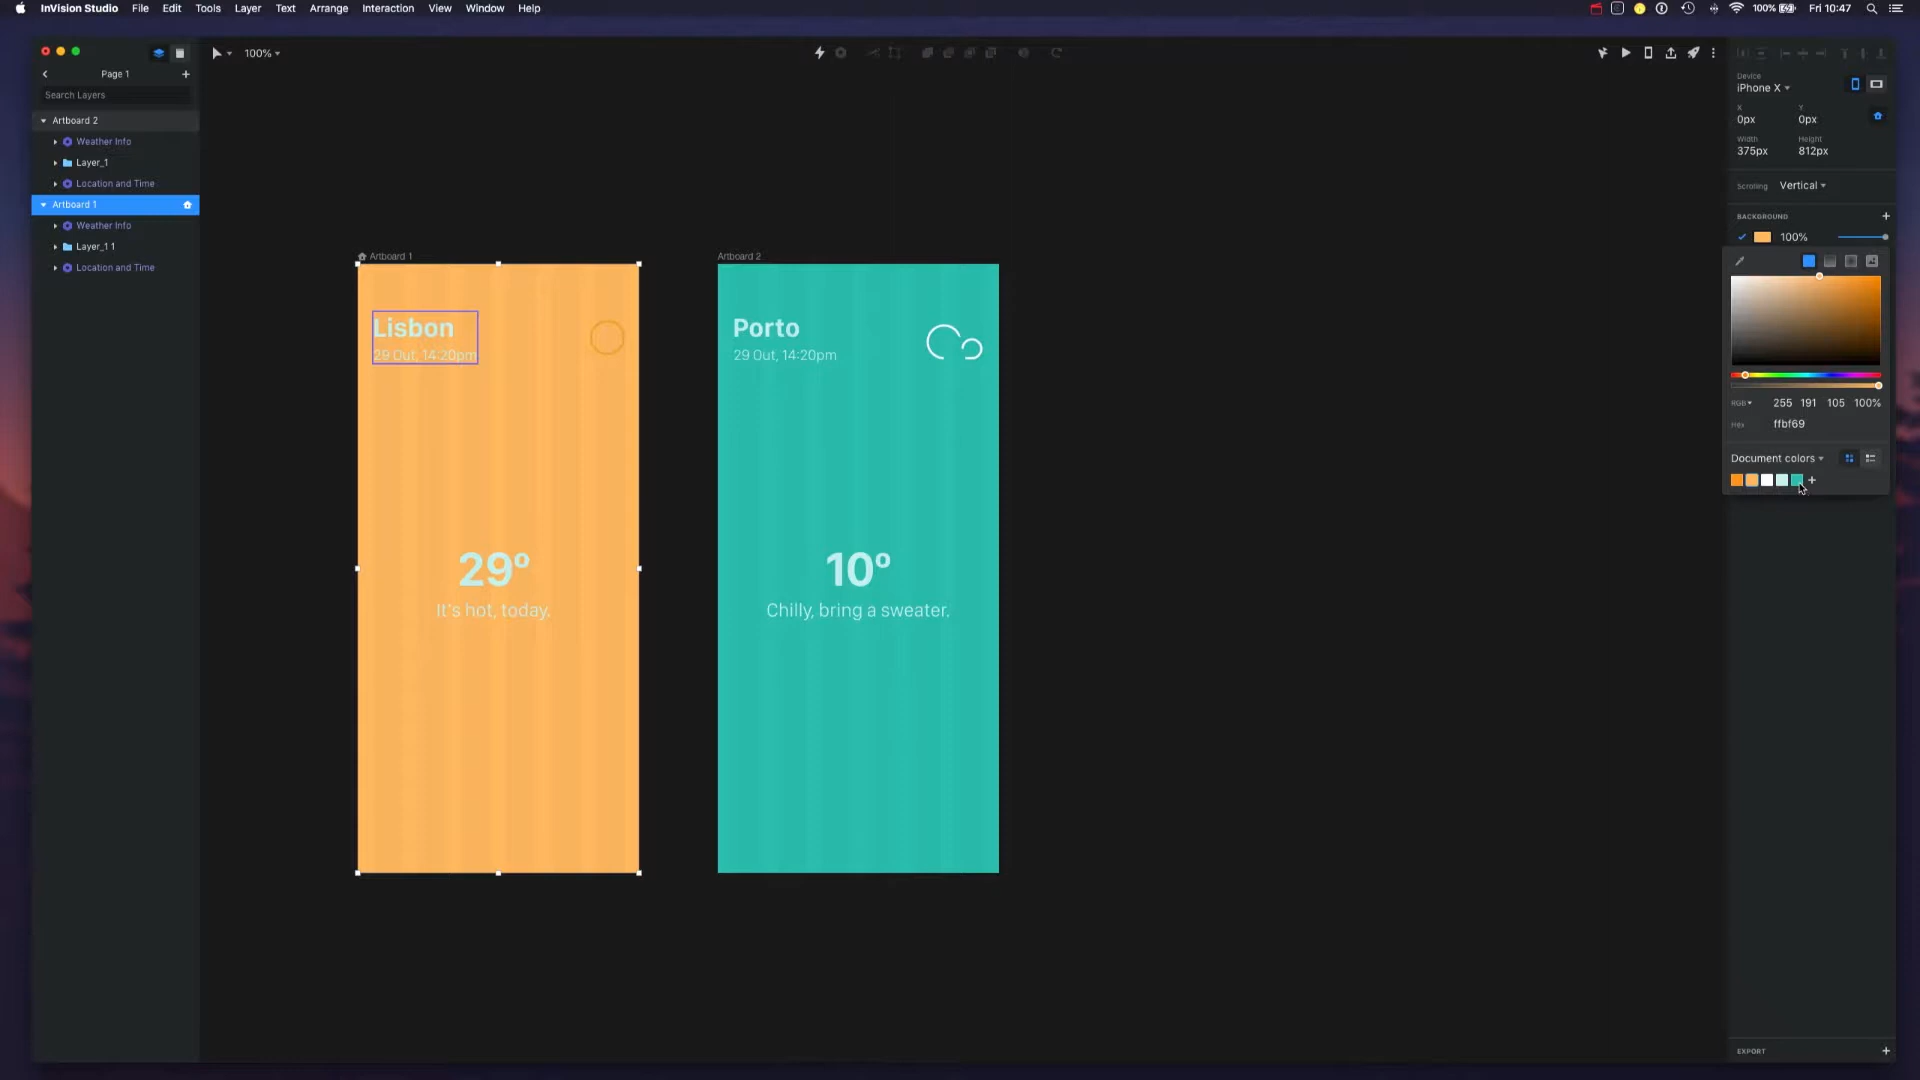 InVision Studio File Edit Tools Layer Text Arrange Interaction View Window Help
100% Fri 10:47
100%
Page 1
Search Layers
Artboard 2
Weather Info
Layer_1
Location and Time
Artboard 1
Weather Info
Layer_1 1
Location and Time
Artboard 1
Lisbon
29 Out, 14:20pm
29º
It's hot, today.
Artboard 2
Porto
29 Out, 14:20pm
10º
Chilly, bring a sweater.
Device
iPhone X
X Y
0px 0px
Width Height
375px 812px
Scrolling Vertical
BACKGROUND
100%
RGB 255 191 105 100%
Hex ffbf69
Document colors
EXPORT